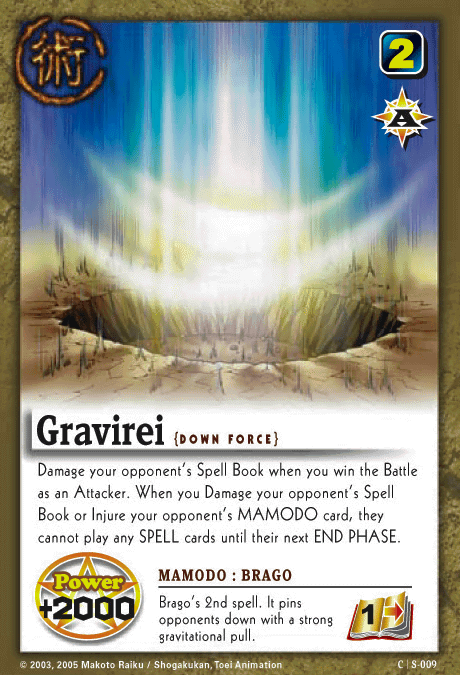 術
2
A
Gravirei {DOWN FORCE}
Damage your opponent's Spell Book when you win the Battle
as an Attacker. When you Damage your opponent's Spell
Book or Injure your opponent's MAMODO card, they
cannot play any SPELL cards until their next END PHASE.
Power
+2000
MAMODO : BRAGO
Brago's 2nd spell. It pins
opponents down with a strong
gravitational pull.
1
© 2003, 2005 Makoto Raiku / Shogakukan, Toei Animation
C | S-009